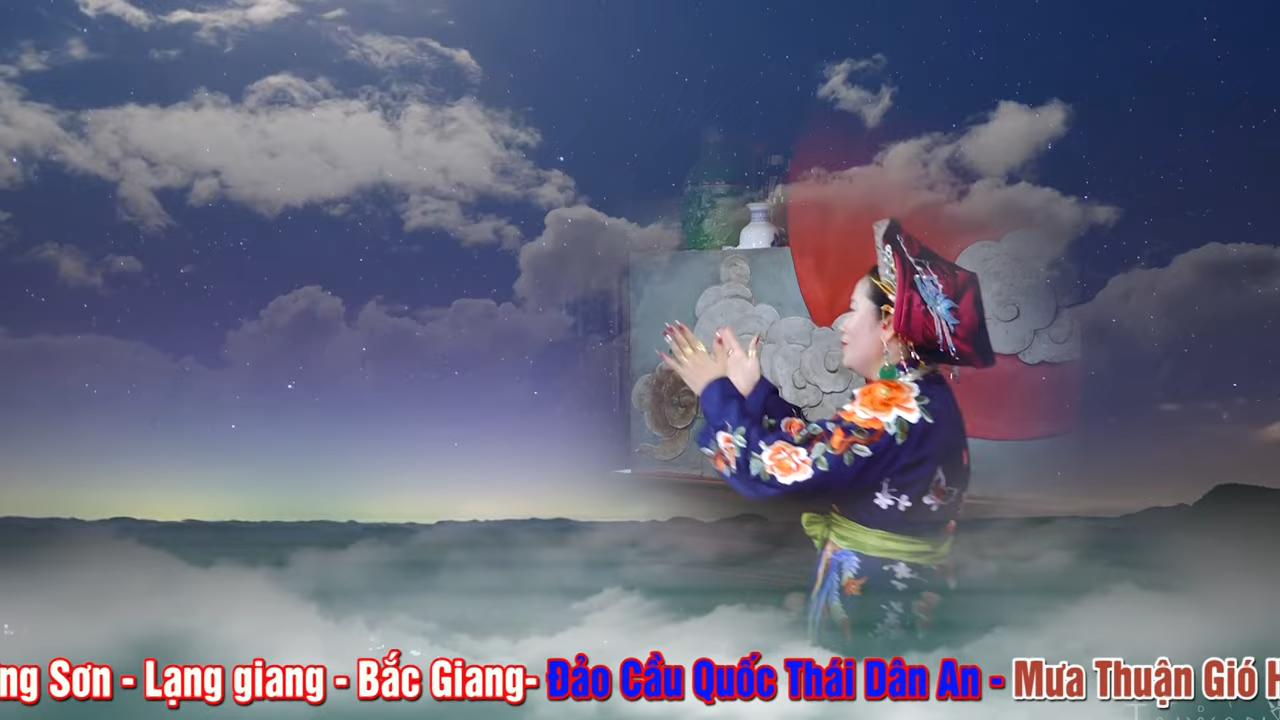 ng Sơn - Lạng giang - Bắc Giang- Đảo Cầu Quốc Thái Dân An - Mưa Thuận Gió H